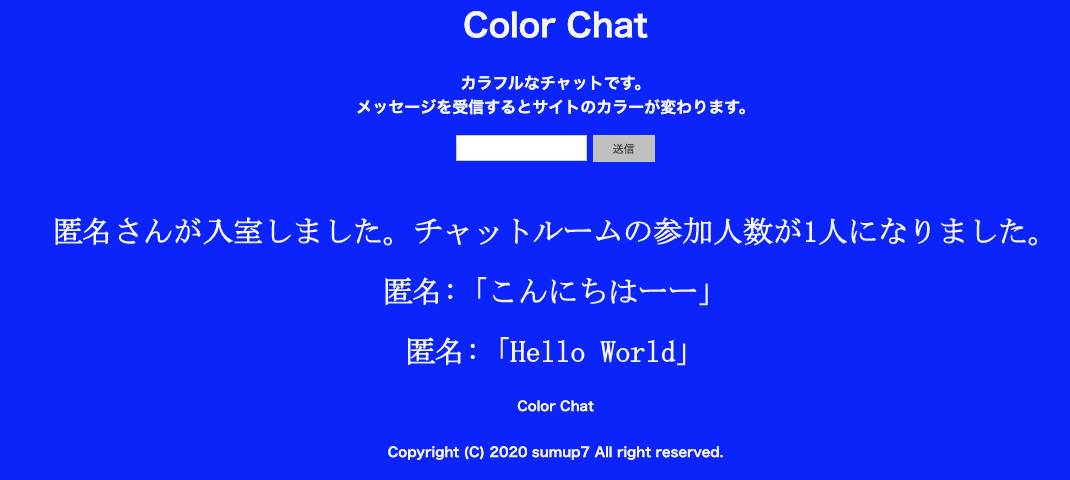 Color Chat
カラフルなチャットです。
メッセージを受信するとサイトのカラーが変わります。
送信
匿名さんが入室しました。チャットルームの参加人数が1人になりました。
匿名:「こんにちはーー」
匿名:「Hello World」
Color Chat
Copyright (C) 2020 sumup7 All right reserved.